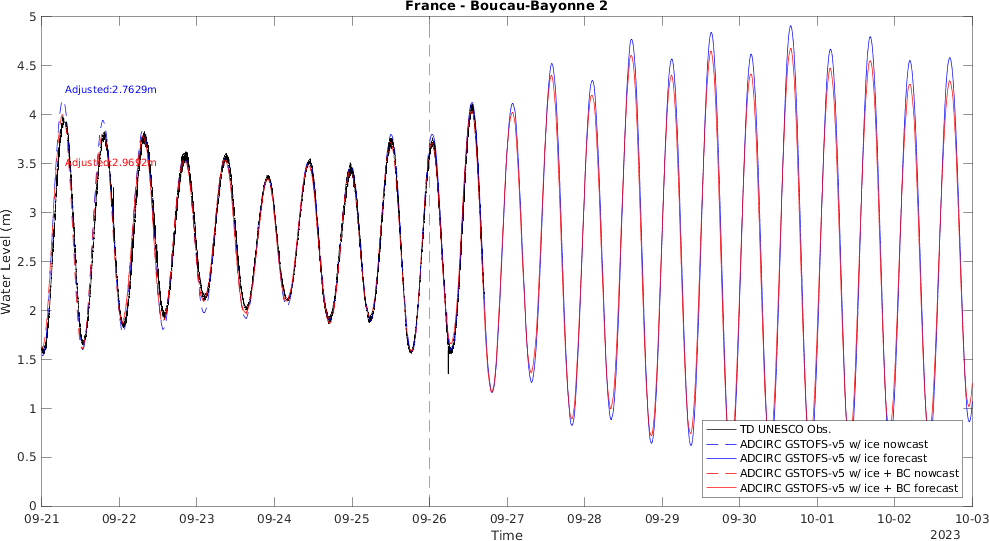 France - Boucau-Bayonne 2
5
4.5
4
3.5
3
2.5
2
1.5
1
0.5
0
Water Level (m)
Adjusted:2.7629m
Adjusted:2.9692m
TD UNESCO Obs.
ADCIRC GSTOFS-v5 w/ ice nowcast
ADCIRC GSTOFS-v5 w/ ice forecast
ADCIRC GSTOFS-v5 w/ ice + BC nowcast
ADCIRC GSTOFS-v5 w/ ice + BC forecast
09-21 09-22 09-23 09-24 09-25 09-26 09-27 09-28 09-29 09-30 10-01 10-02 10-03
Time
2023